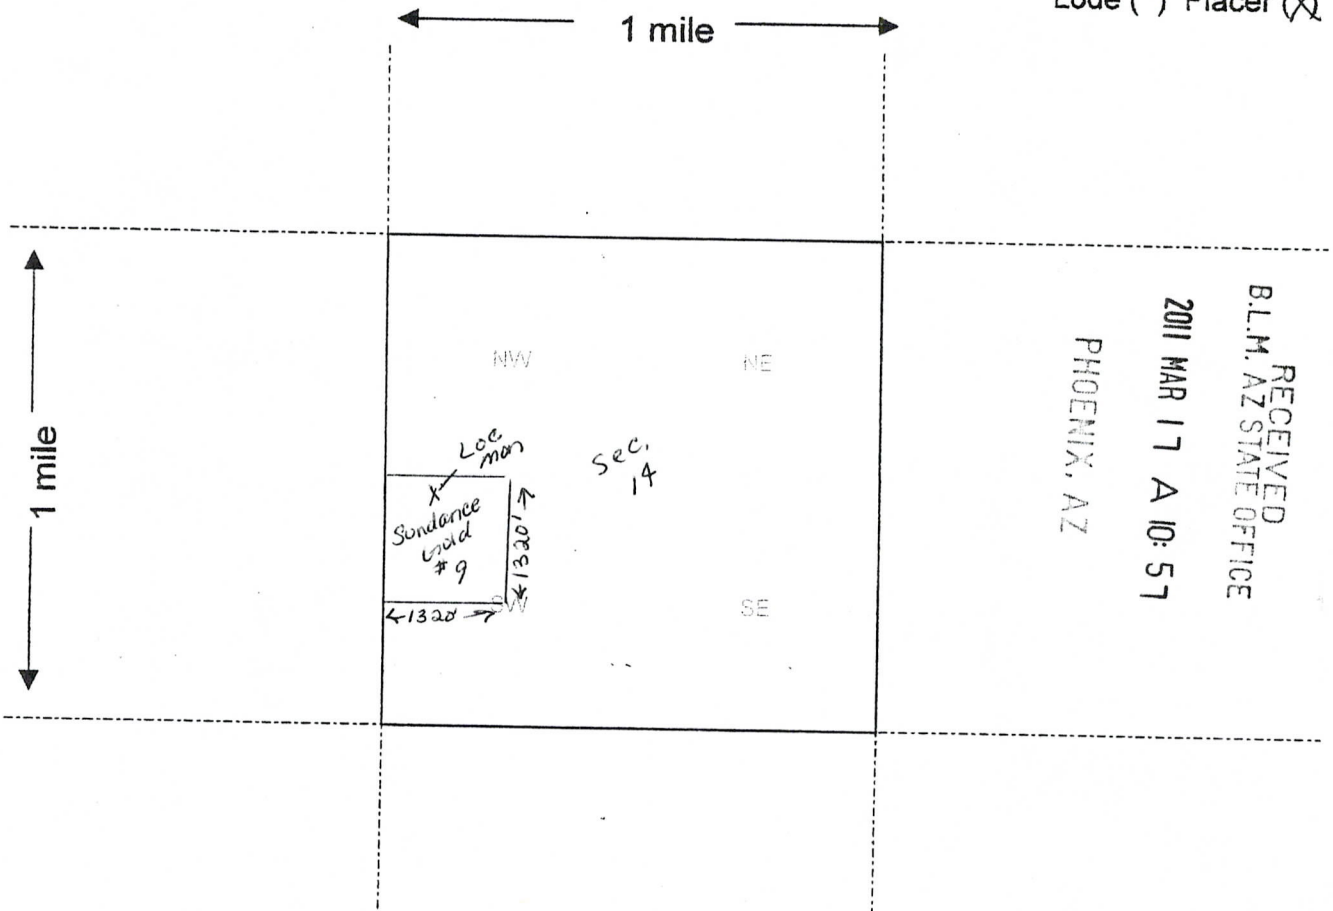 Lode ( ) Placer (X)
1 mile
1 mile
NW
NE
Loc
mon
X
Sec.
14
Sundance
Gold
#9
1320'
1320'
SW
SE
RECEIVED
B.L.M. AZ STATE OFFICE
2011 MAR 17 A 10:57
PHOENIX, AZ